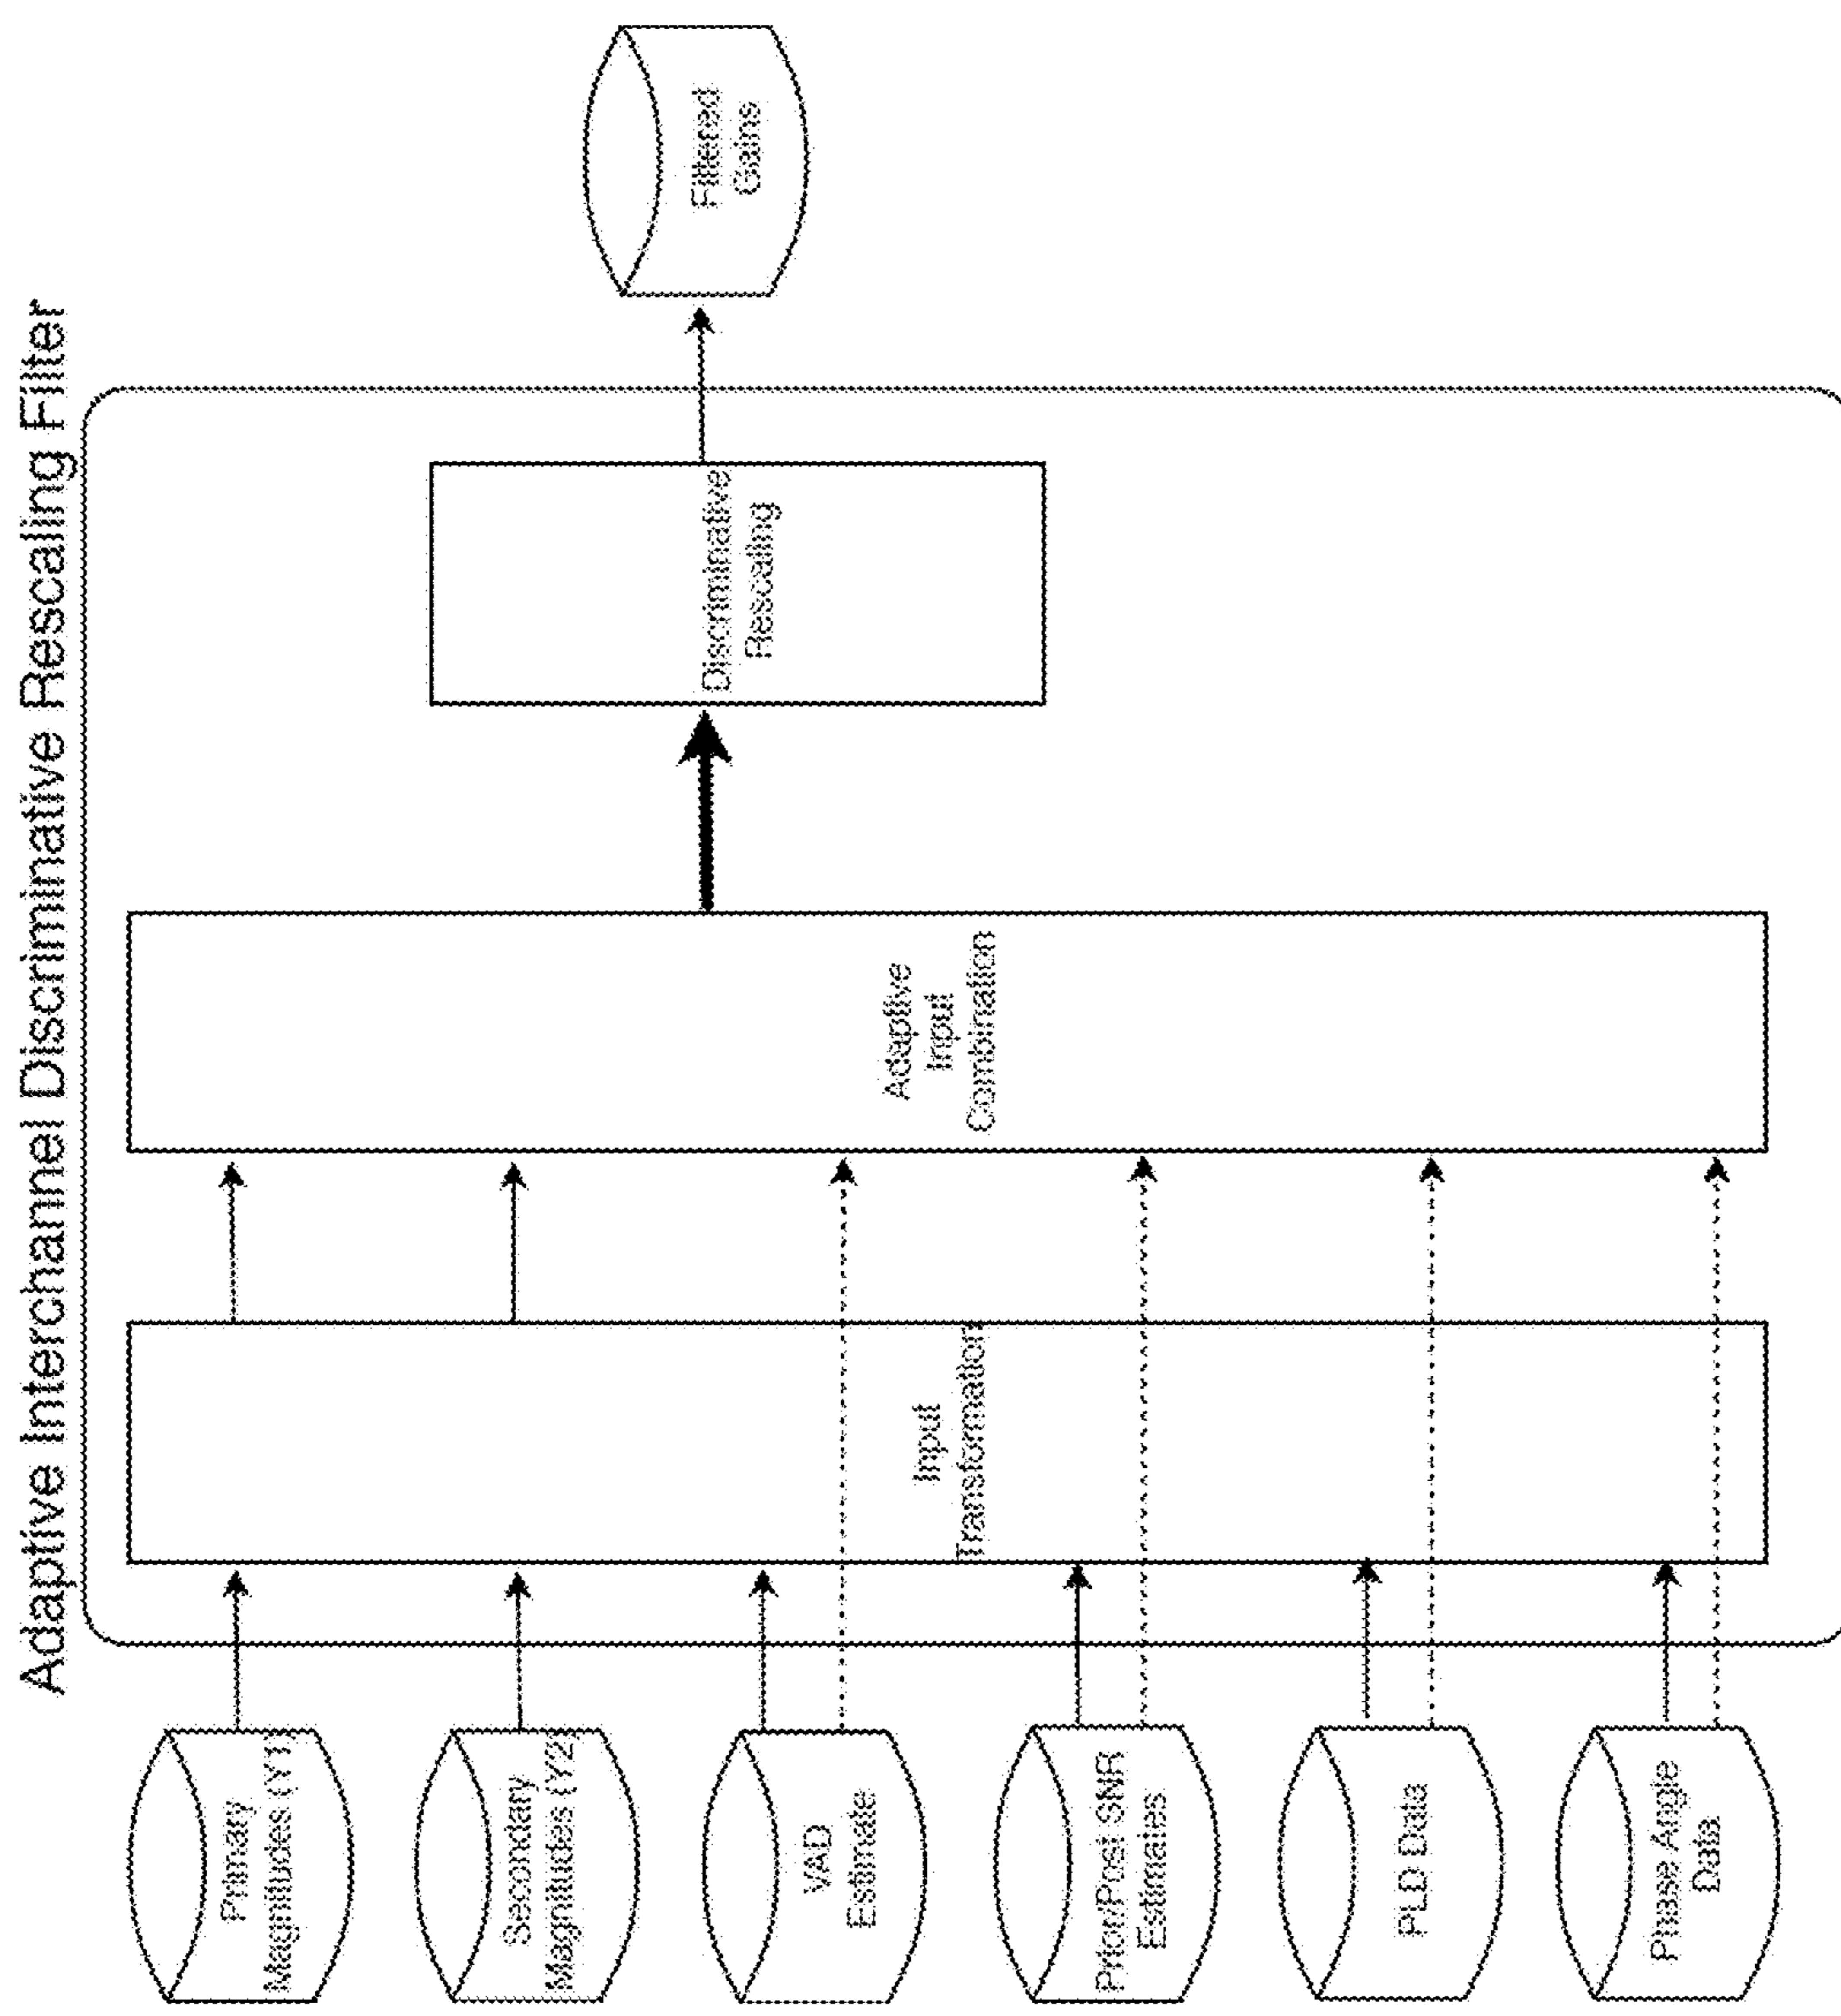 Adaptive Interchannel Discriminative Rescaling Filter
Primary
Magnitudes (Y1)
Secondary
Magnitudes (Y2)
VAD
Estimate
Prior/Post SNR
Estimates
PLD Data
Phase Angle
Data
Input
Transformation
Adaptive
Input
Combination
Discriminative
Rescaling
Filtered
Gains